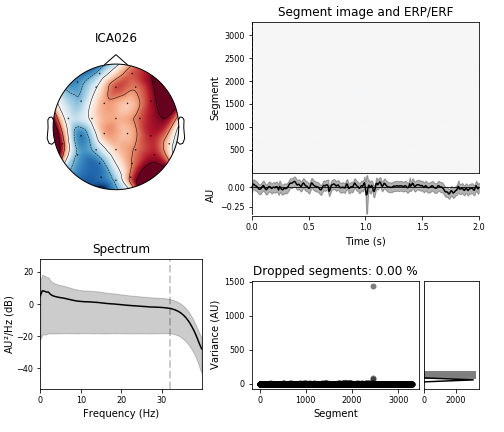 ICA026
Segment image and ERP/ERF
Segment
3000
2500
2000
1500
1000
500
AU
0.00
−0.25
0.0 0.5 1.0 1.5 2.0
Time (s)
Spectrum
AU²/Hz (dB)
20
0
−20
−40
0 10 20 30
Frequency (Hz)
Dropped segments: 0.00 %
Variance (AU)
1500
1000
500
0
0 1000 2000 3000
Segment
0 2000